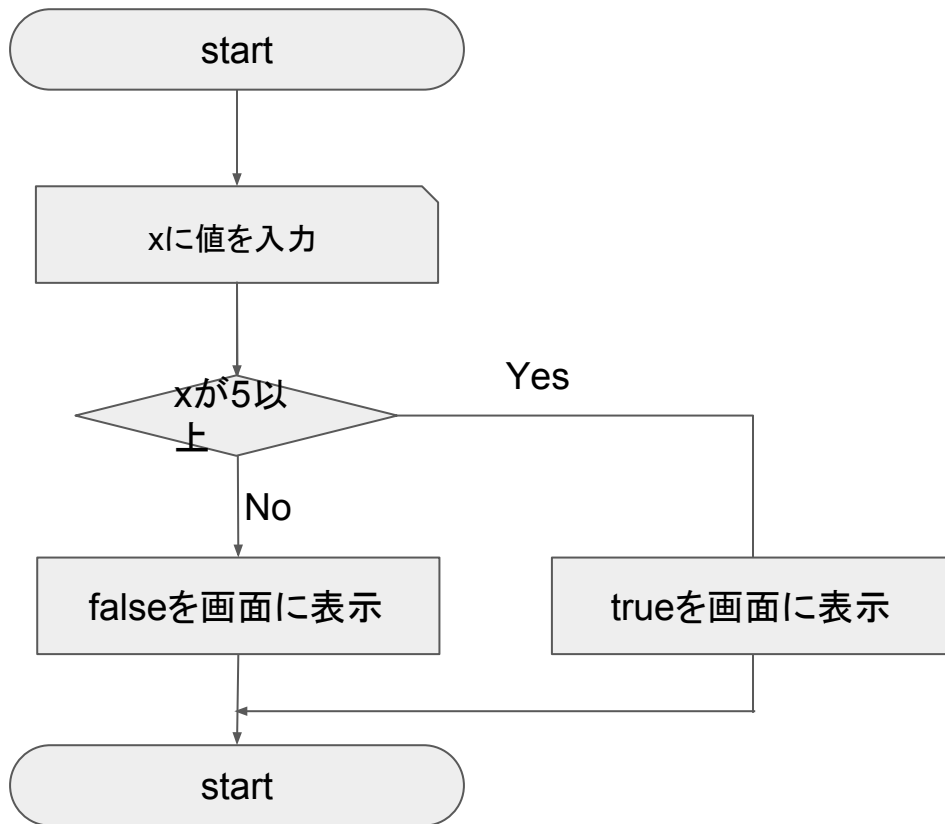 start
xに値を入力
xが5以
上
Yes
No
falseを画面に表示
trueを画面に表示
start